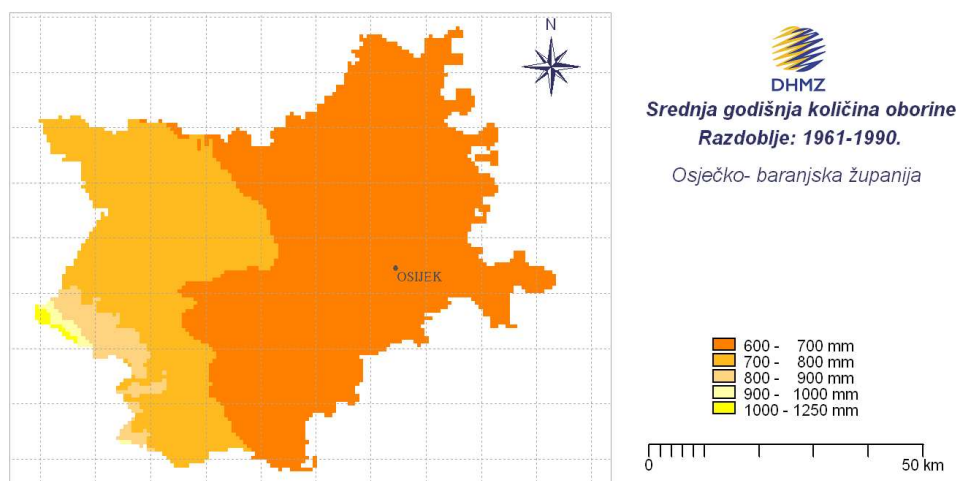 N
OSIJEK
DHMZ
Srednja godišnja količina oborine
Razdoblje: 1961-1990.
Osječko- baranjska županija
600 - 700 mm
700 - 800 mm
800 - 900 mm
900 - 1000 mm
1000 - 1250 mm
0 50 km